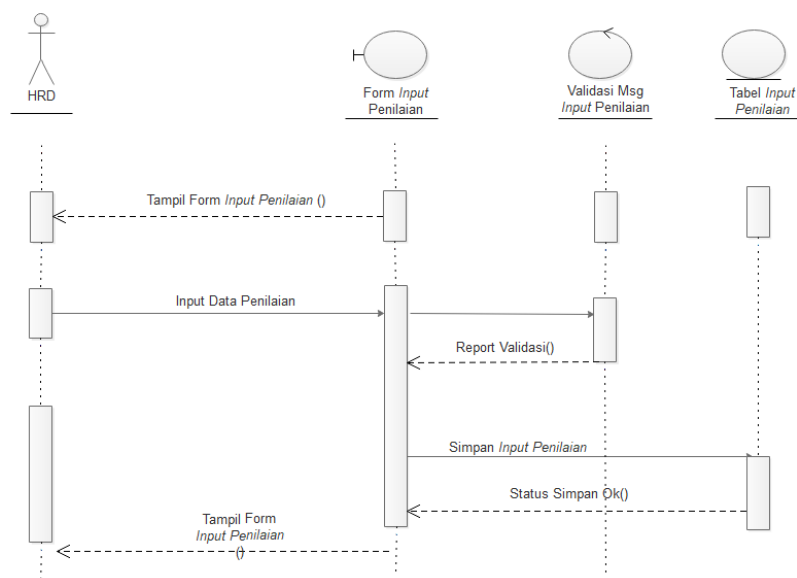 HRD
Form Input
Penilaian
Validasi Msg
Input Penilaian
Tabel Input
Penilaian
Tampil Form Input Penilaian ()
Input Data Penilaian
Report Validasi()
Simpan Input Penilaian
Status Simpan Ok()
Tampil Form
Input Penilaian
()